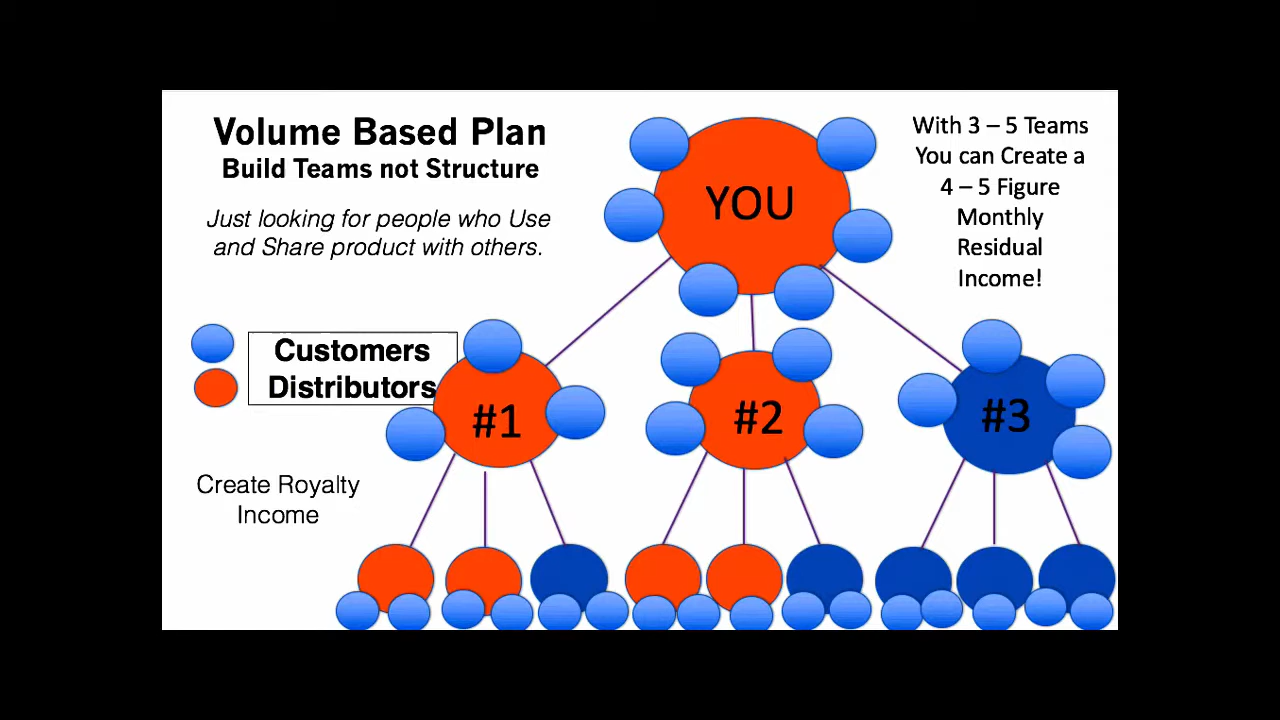 Volume Based Plan
Build Teams not Structure
Just looking for people who Use
and Share product with others.
YOU
With 3 – 5 Teams
You can Create a
4 – 5 Figure
Monthly
Residual
Income!
Customers
Distributors
#1
#2
#3
Create Royalty
Income